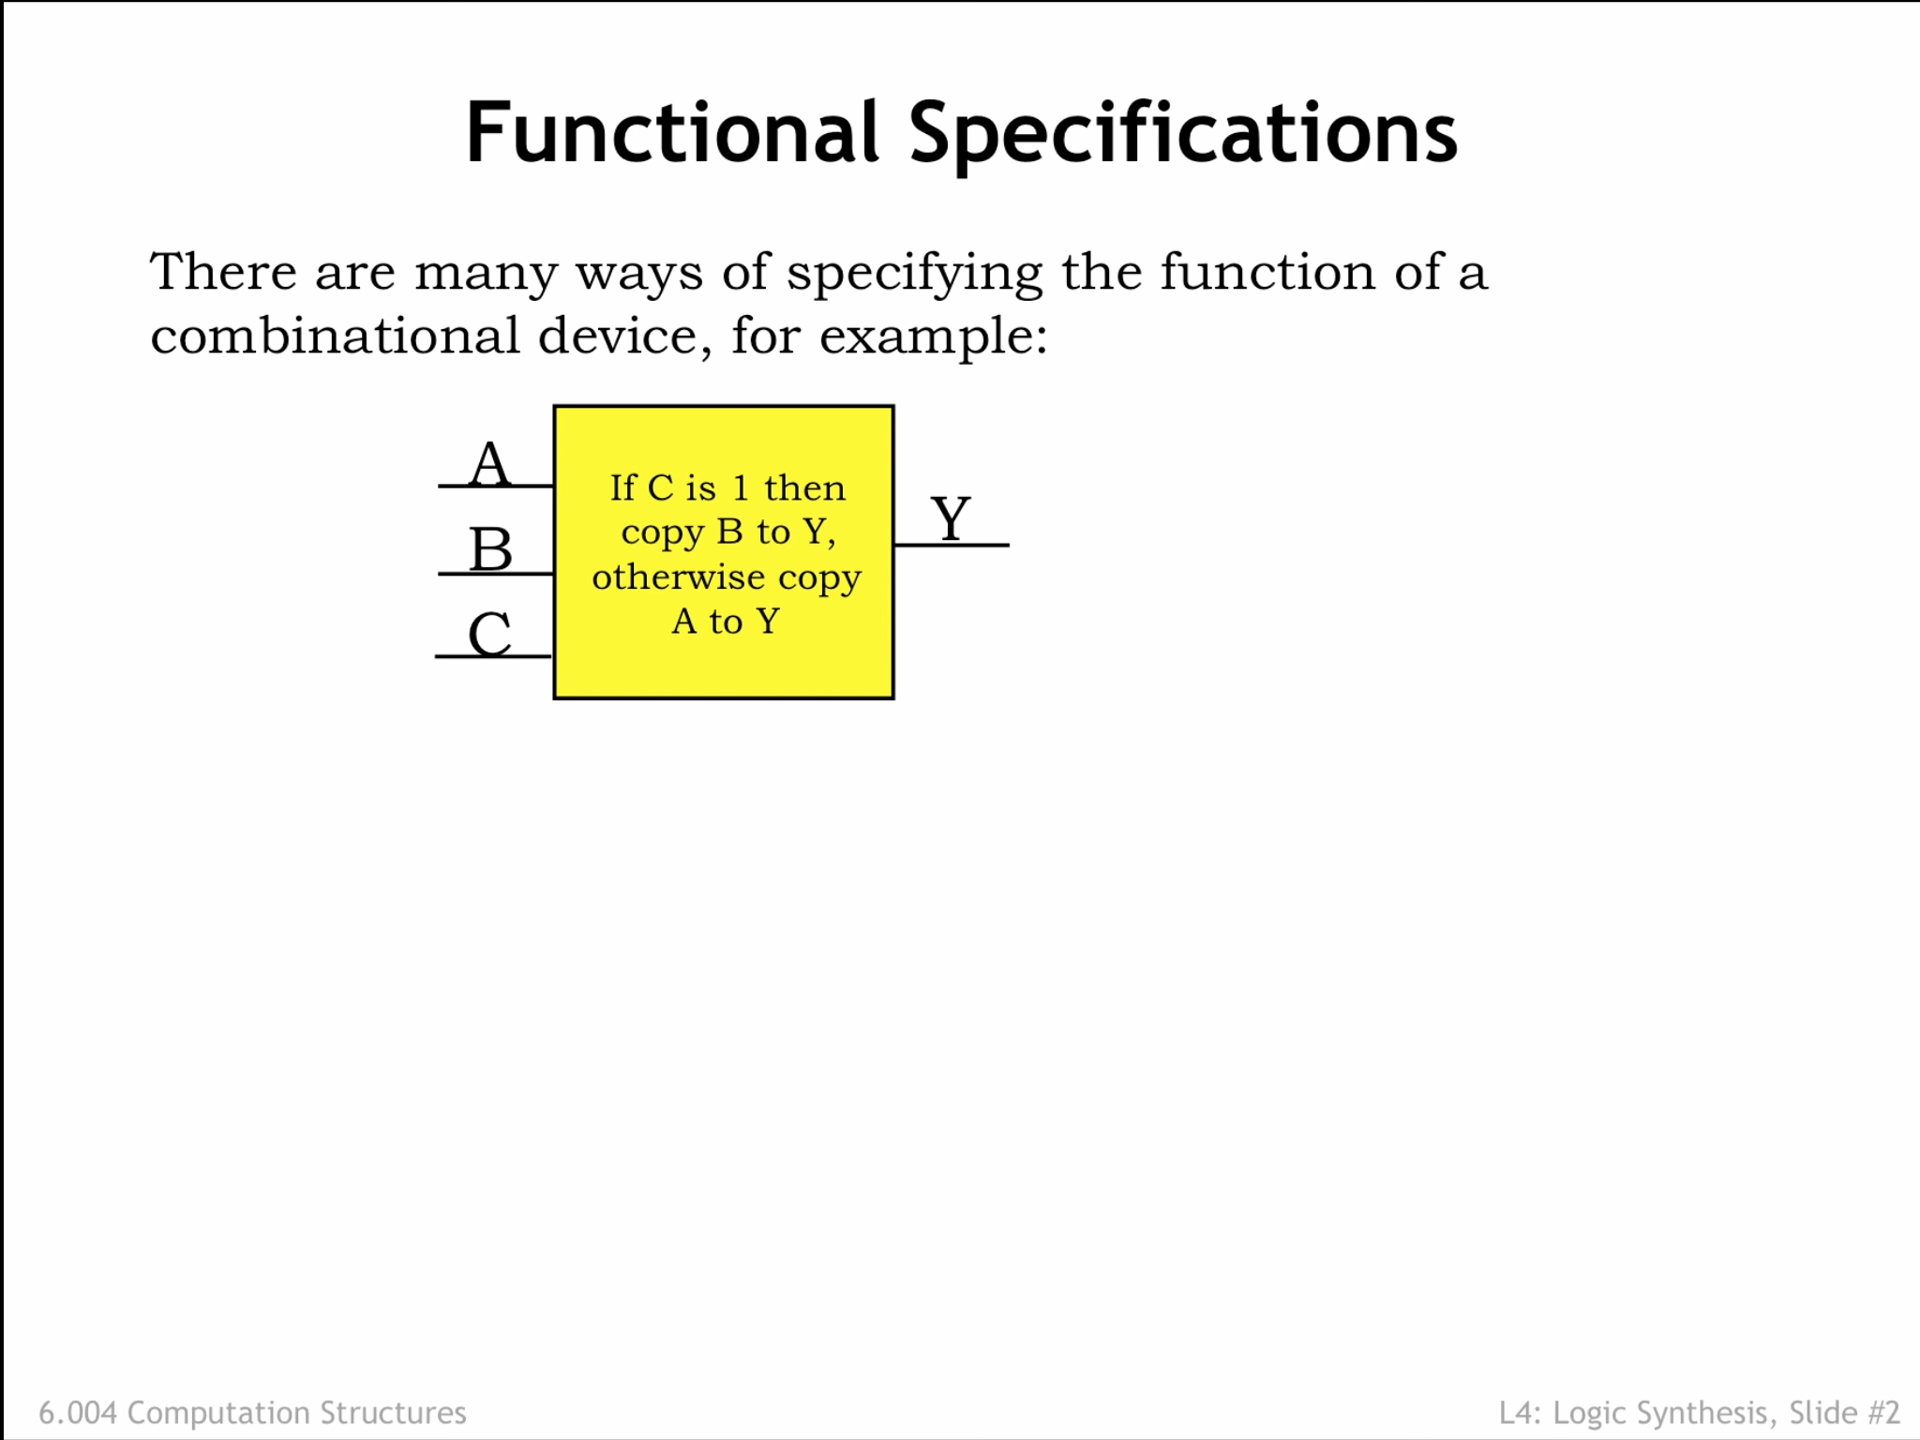 Functional Specifications
There are many ways of specifying the function of a
combinational device, for example:
A
B
C
If C is 1 then
copy B to Y,
otherwise copy
A to Y
Y
6.004 Computation Structures
L4: Logic Synthesis, Slide #2